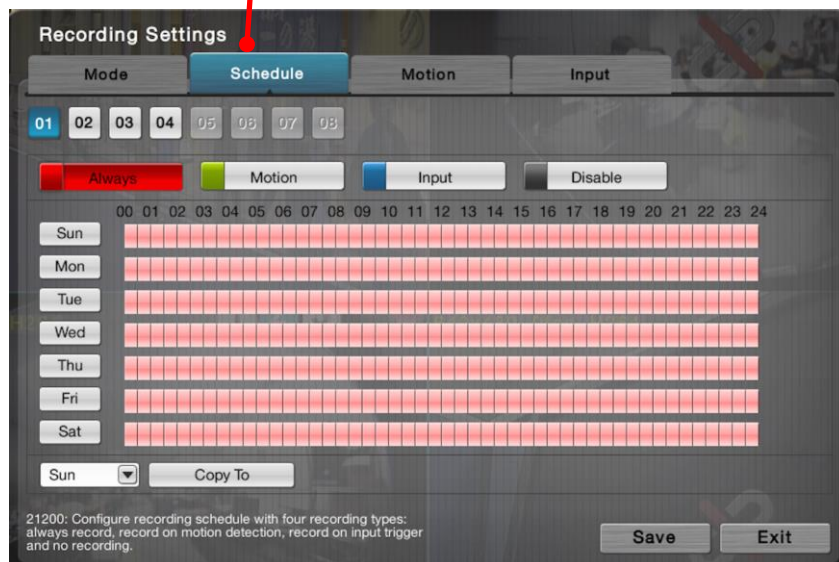 Recording Settings
Mode Schedule Motion Input
01 02 03 04 05 06 07 08
Always Motion Input Disable
00 01 02 03 04 05 06 07 08 09 10 11 12 13 14 15 16 17 18 19 20 21 22 23 24
Sun
Mon
Tue
Wed
Thu
Fri
Sat
Sun Copy To
21200: Configure recording schedule with four recording types:
always record, record on motion detection, record on input trigger
and no recording.
Save Exit